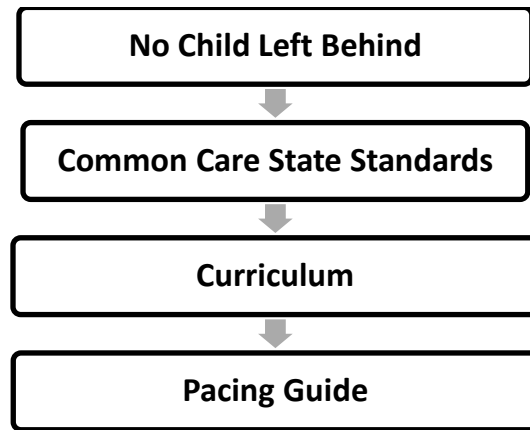 No Child Left Behind
Common Care State Standards
Curriculum
Pacing Guide